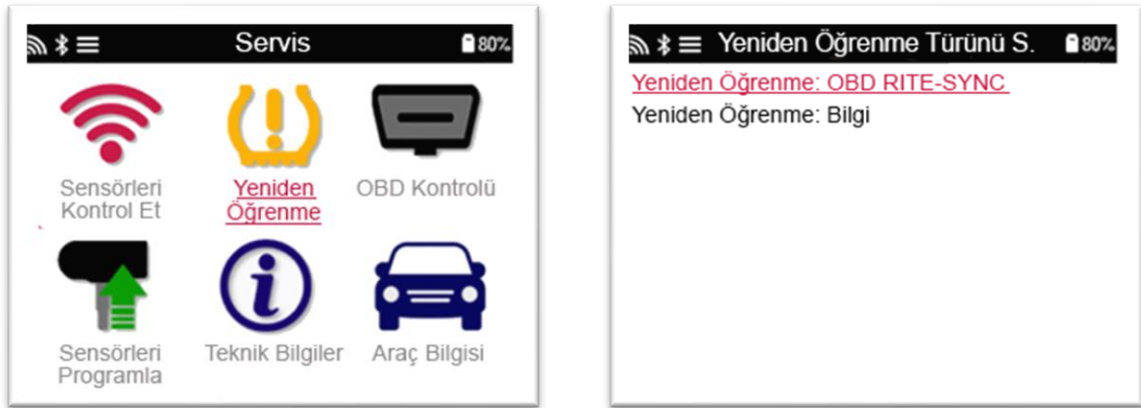 Servis
80%
Sensörleri
Kontrol Et
Yeniden
Öğrenme
OBD Kontrolü
Sensörleri
Programla
Teknik Bilgiler
Araç Bilgisi
Yeniden Öğrenme Türünü S.
80%
Yeniden Öğrenme: OBD RITE-SYNC
Yeniden Öğrenme: Bilgi